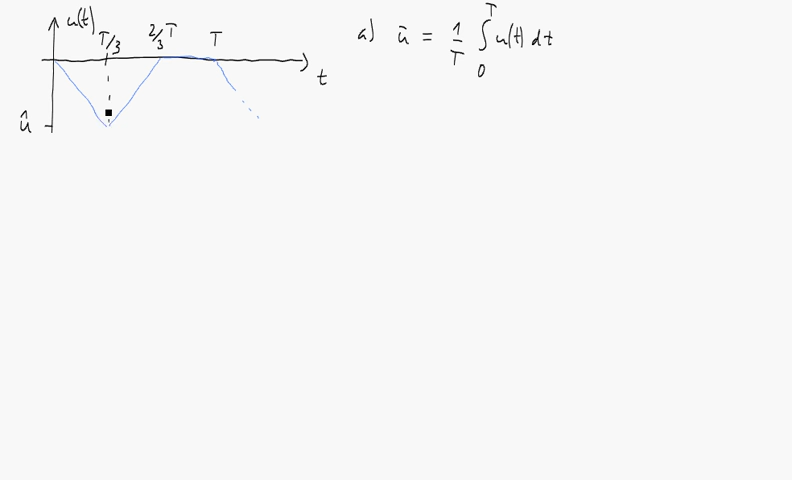 u(t)
T/3 2/3 T T
t
û
a) ū = 1/T ∫₀ᵀ u(t) dt